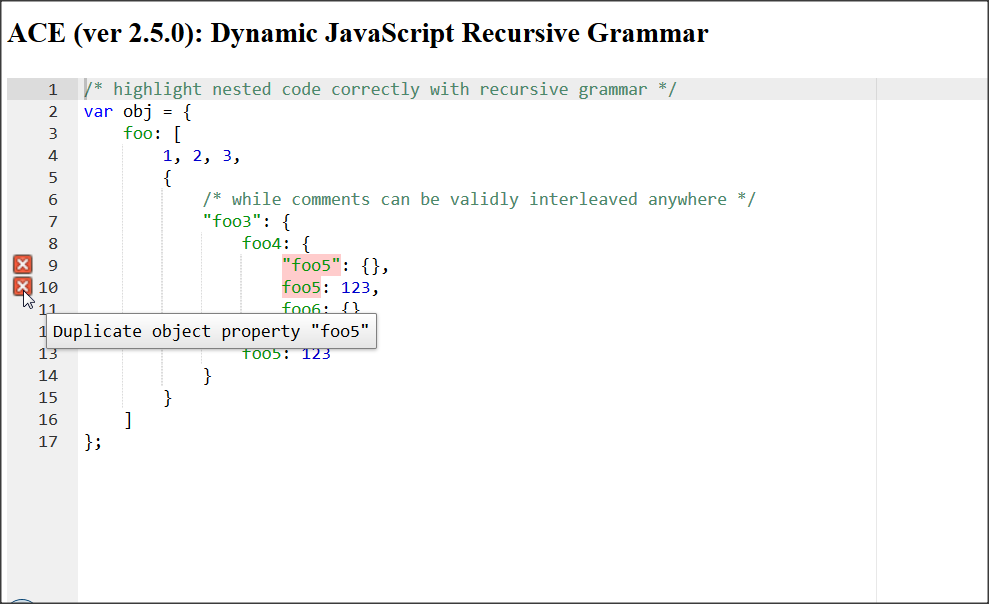 ACE (ver 2.5.0): Dynamic JavaScript Recursive Grammar
1 /* highlight nested code correctly with recursive grammar */
2 var obj = {
3 foo: [
4 1, 2, 3,
5 {
6 /* while comments can be validly interleaved anywhere */
7 "foo3": {
8 foo4: {
9 "foo5": {},
10 foo5: 123,
11 foo6: {}
Duplicate object property "foo5"
13 foo5: 123
14 }
15 }
16 ]
17 };